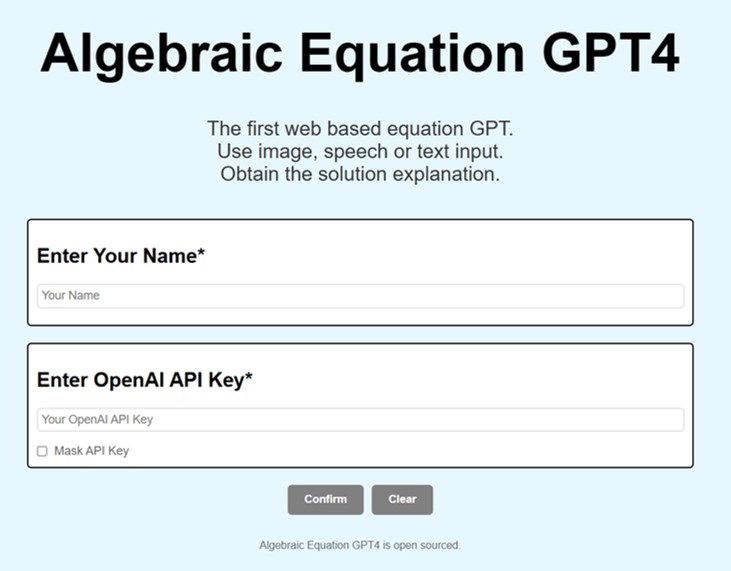 Algebraic Equation GPT4
The first web based equation GPT.
Use image, speech or text input.
Obtain the solution explanation.
Enter Your Name*
Your Name
Enter OpenAI API Key*
Your OpenAI API Key
Mask API Key
Confirm Clear
Algebraic Equation GPT4 is open sourced.